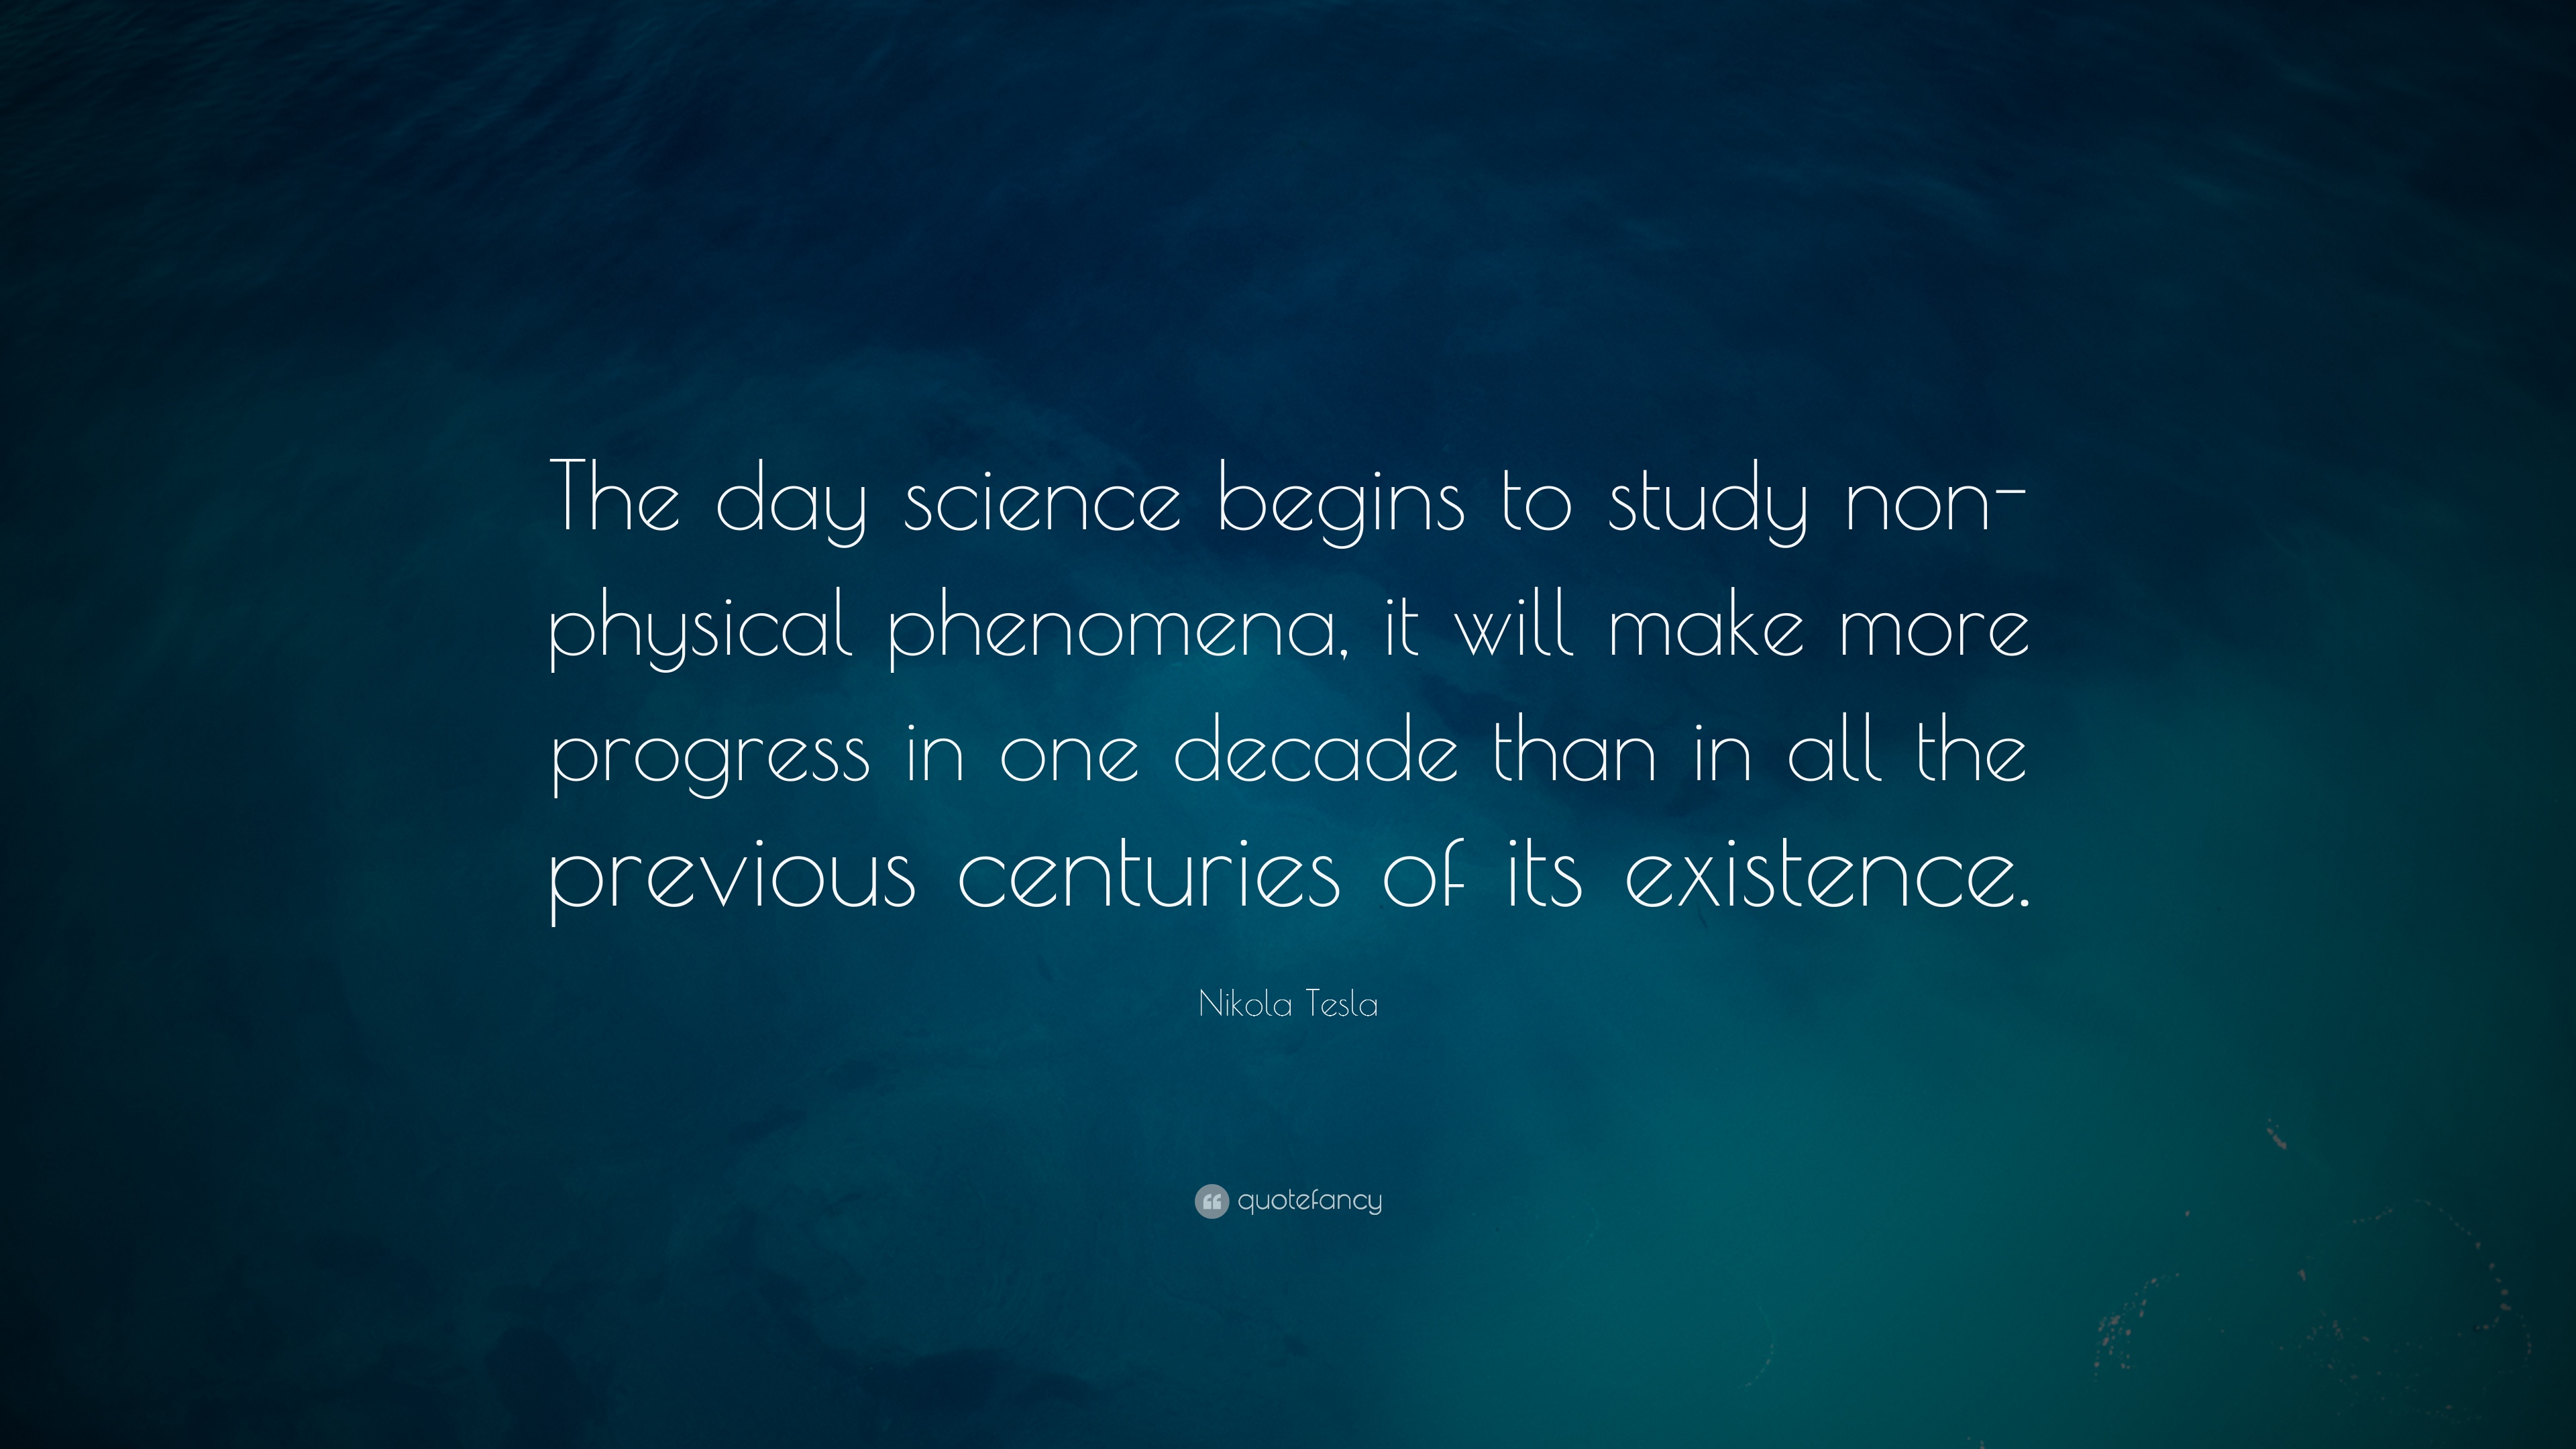 The day science begins to study non-
physical phenomena, it will make more
progress in one decade than in all the
previous centuries of its existence.
Nikola Tesla
quotefancy